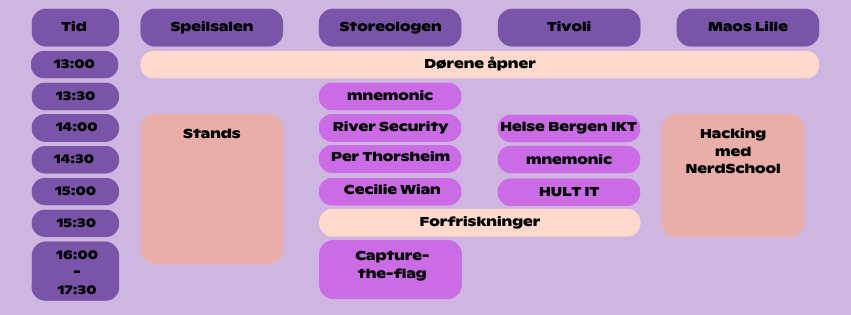 Tid Speilsalen Storeologen Tivoli Maos Lille
13:00 Dørene åpner
13:30 mnemonic
14:00 Stands River Security Helse Bergen IKT Hacking
med
NerdSchool
14:30 Per Thorsheim mnemonic
15:00 Cecilie Wian HULT IT
15:30 Forfriskninger
16:00
-
17:30
Capture-
the-flag